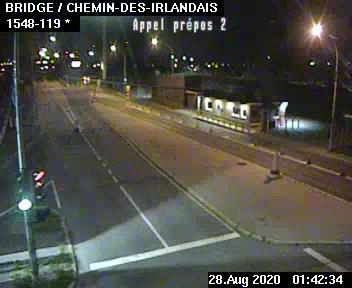 BRIDGE / CHEMIN-DES-IRLANDAIS
1548-119 *
Appel prépos 2
28.Aug 2020 01:42:34